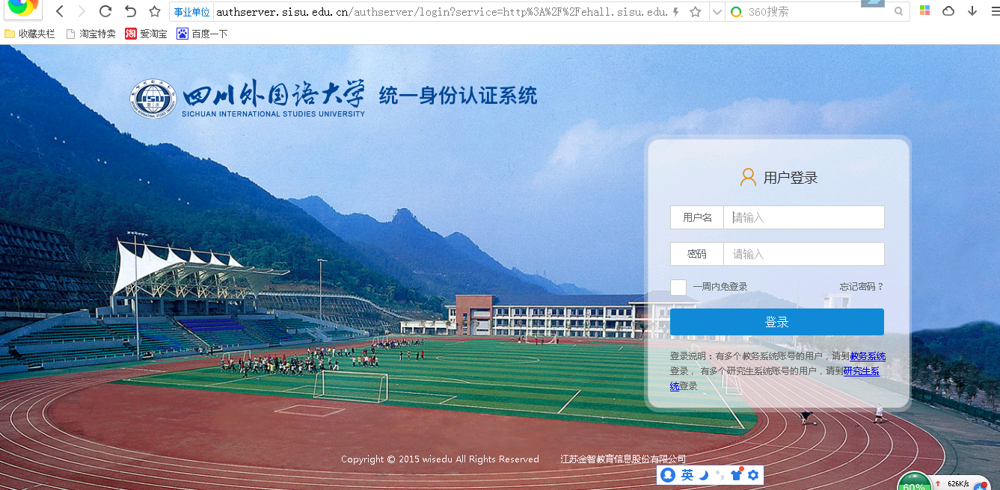 事业单位 authserver.sisu.edu.cn/authserver/login?service=http%3A%2F%2Fehall.sisu.edu. 360搜索
收藏夹栏 淘宝特卖 淘 爱淘宝 百度一下
SISU 四川外国语大学 统一身份认证系统
SICHUAN INTERNATIONAL STUDIES UNIVERSITY
用户登录
用户名 请输入
密码 请输入
一周内免登录 忘记密码？
登录
登录说明：有多个教务系统账号的用户，请到教务系统
登录， 有多个研究生系统账号的用户，请到研究生系
统登录
Copyright © 2015 wisedu All Rights Reserved 江苏金智教育信息股份有限公司
英
60% 626K/s